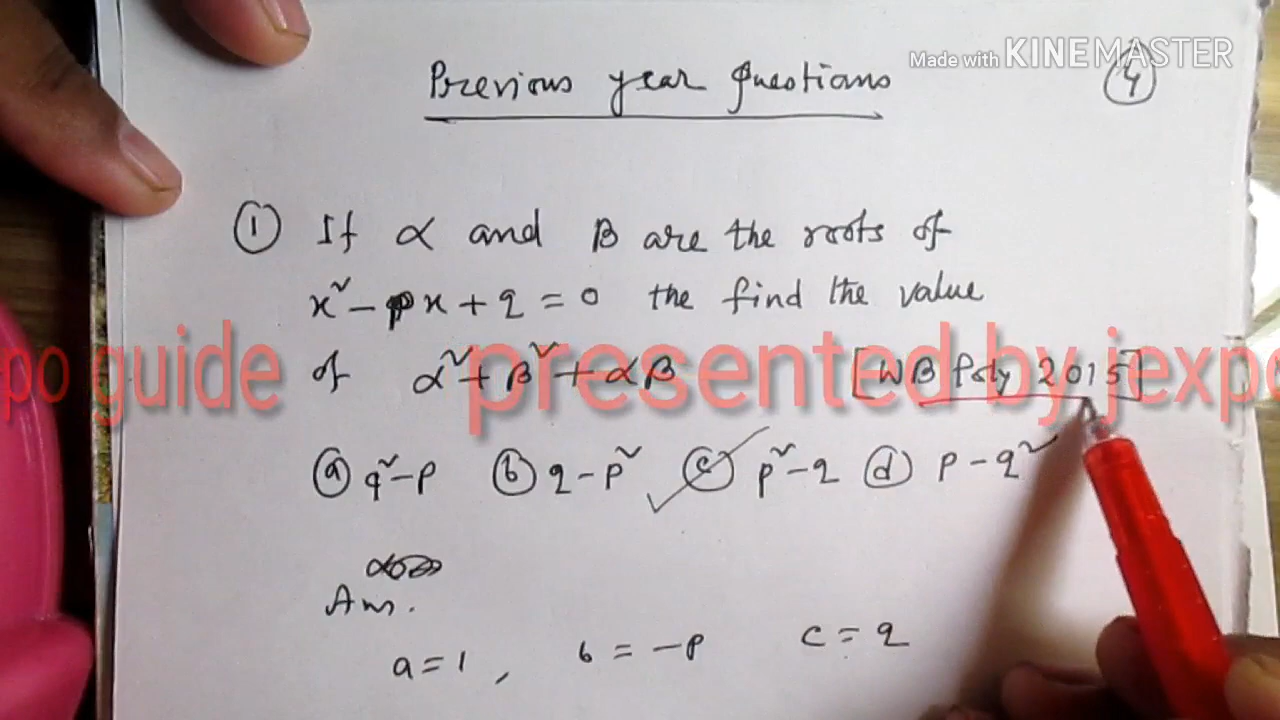 Made with KINEMASTER
Previous year Questions
4
① If α and β are the roots of
x² - px + q = 0 the find the value
po guide presented by jexpo
of α² + β² + αβ [WB Poly 2015]
ⓐ q² - p ⓑ q - p² ⓒ p² - q ⓓ p - q²
Ans.
a = 1, b = -p c = q